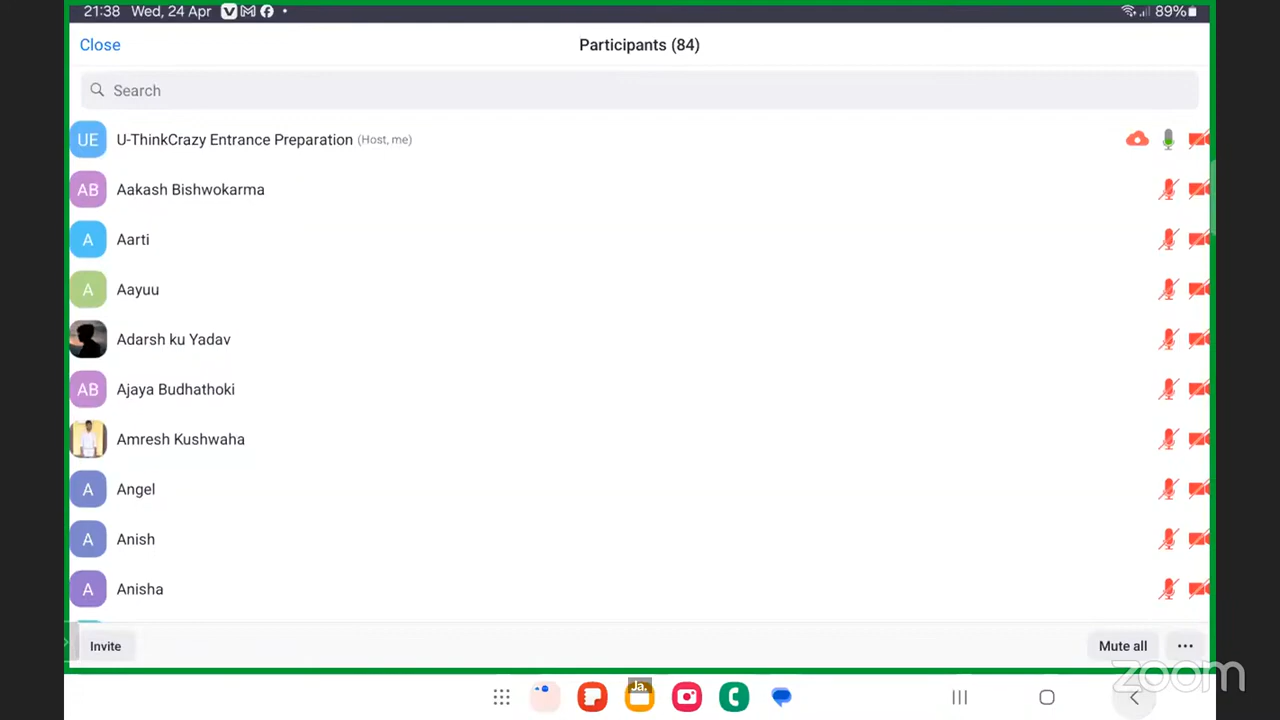 21:38 Wed, 24 Apr 89%
Close Participants (84)
Search
UE U-ThinkCrazy Entrance Preparation (Host, me)
AB Aakash Bishwokarma
A Aarti
A Aayuu
Adarsh ku Yadav
AB Ajaya Budhathoki
Amresh Kushwaha
A Angel
A Anish
A Anisha
Invite Mute all
zoom
Ja.